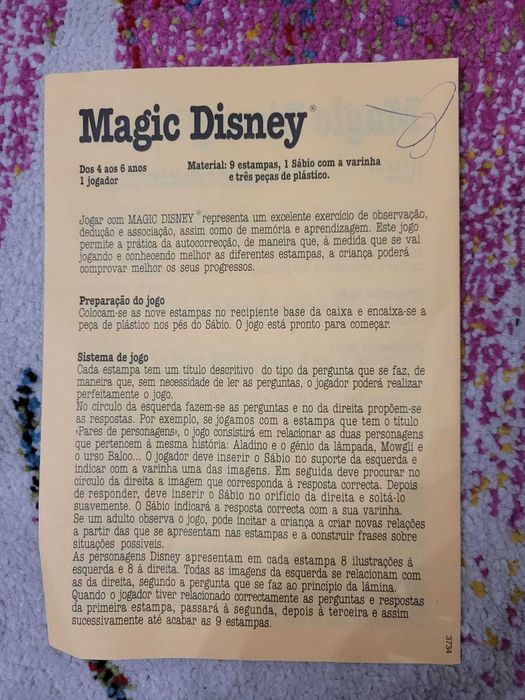 Magic Disney®
Dos 4 aos 6 anos
1 jogador
Material: 9 estampas, 1 Sábio com a varinha
e três peças de plástico.
Jogar com MAGIC DISNEY® representa um excelente exercício de observação,
dedução e associação, assim como de memória e aprendizagem. Este jogo
permite a prática da autocorrecção, de maneira que, à medida que se vai
jogando e conhecendo melhor as diferentes estampas, a criança poderá
comprovar melhor os seus progressos.
Preparação do jogo
Colocam-se as nove estampas no recipiente base da caixa e encaixa-se a
peça de plástico nos pés do Sábio. O jogo está pronto para começar.
Sistema de jogo
Cada estampa tem um título descritivo do tipo da pergunta que se faz, de
maneira que, sem necessidade de ler as perguntas, o jogador poderá realizar
perfeitamente o jogo.
No círculo da esquerda fazem-se as perguntas e no da direita propõem-se
as respostas. Por exemplo, se jogamos com a estampa que tem o título
«Pares de personagens», o jogo consistirá em relacionar as duas personagens
que pertencem à mesma história: Aladino e o génio da lâmpada, Mowgli e
o urso Baloo... O jogador deve inserir o Sábio no suporte da esquerda e
indicar com a varinha uma das imagens. Em seguida deve procurar no
círculo da direita a imagem que corresponda à resposta correcta. Depois
de responder, deve inserir o Sábio no orifício da direita e soltá-lo
suavemente. O Sábio indicará a resposta correcta com a sua varinha.
Se um adulto observa o jogo, pode incitar a criança a criar novas relações
a partir das que se apresentam nas estampas e a construir frases sobre
situações possíveis.
As personagens Disney apresentam em cada estampa 8 ilustrações à
esquerda e 8 á direita. Todas as imagens da esquerda se relacionam com
as da direita, segundo a pergunta que se faz ao princípio da lâmina.
Quando o jogador tiver relacionado correctamente as perguntas e respostas
da primeira estampa, passará à segunda, depois à terceira e assim
sucessivamente até acabar as 9 estampas.
3734